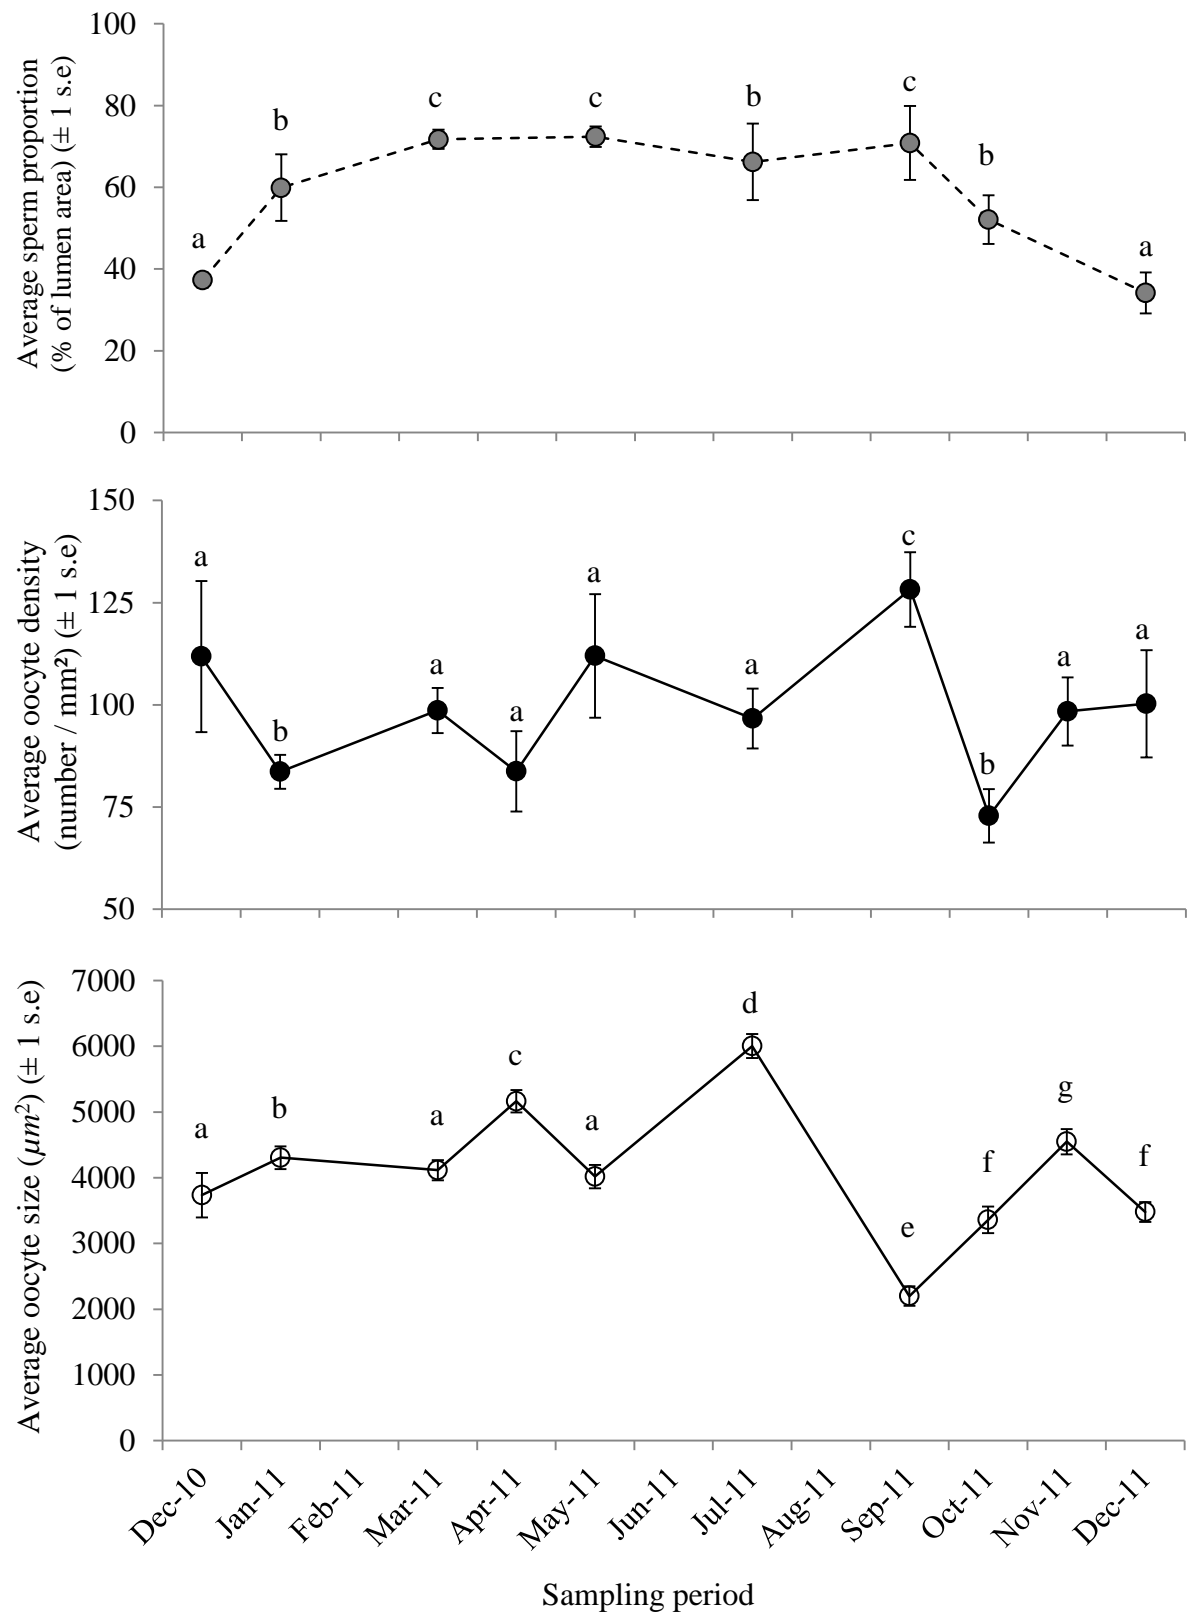 Average sperm proportion
(% of lumen area) (± 1 s.e)
100
80
60
40
20
0
a
b
c
c
b
c
b
a
Average oocyte density
(number / mm²) (± 1 s.e)
150
125
100
75
50
a
b
a
a
a
a
c
b
a
a
Average oocyte size (µm²) (± 1 s.e)
7000
6000
5000
4000
3000
2000
1000
0
a
b
a
c
a
d
e
f
g
f
Dec-10
Jan-11
Feb-11
Mar-11
Apr-11
May-11
Jun-11
Jul-11
Aug-11
Sep-11
Oct-11
Nov-11
Dec-11
Sampling period